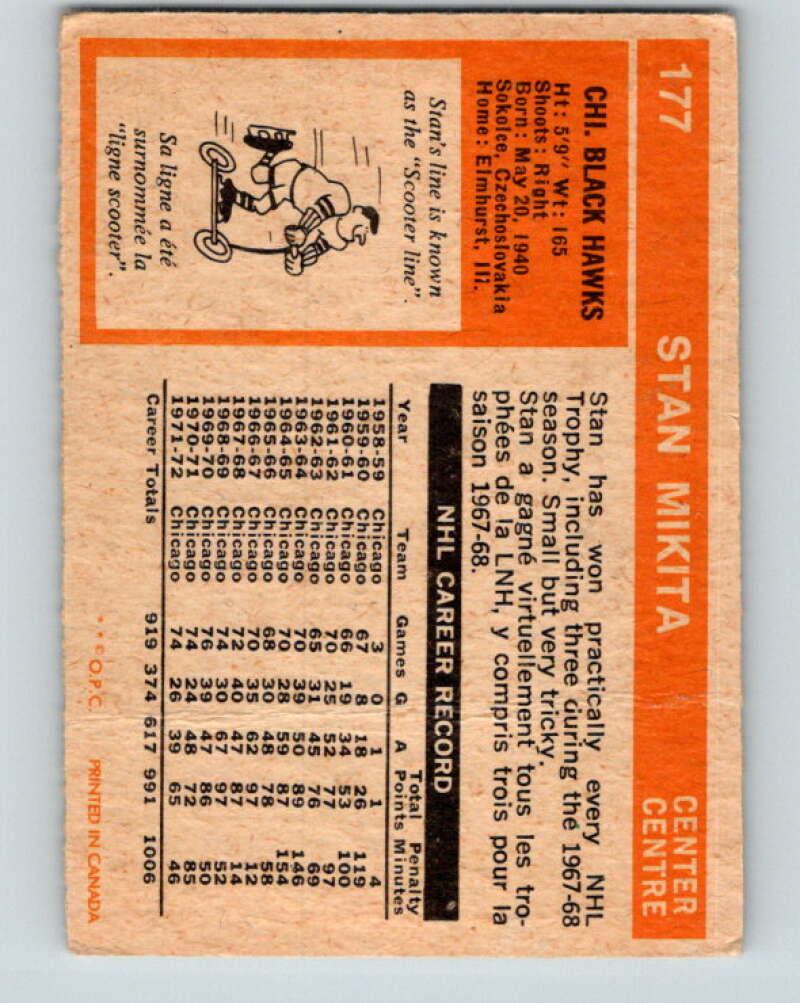 177 STAN MIKITA CENTER
CENTRE
CHI. BLACK HAWKS
Ht: 5'9" Wt: 165
Shoots: Right
Born: May 20, 1940
Sokolce, Czechoslovakia
Home: Elmhurst, Ill.
Stan's line is known
as the "Scooter line".
Sa ligne a été
surnommée la
"ligne scooter".
Stan has won practically every NHL
Trophy, including three during the 1967-68
season. Small but very tricky.
Stan a gagné virtuellement tous les tro-
phées de la LNH, y compris trois pour la
saison 1967-68.
NHL CAREER RECORD
Total Penalty
Year Team Games G A Points Minutes
1958-59 Chicago 3 0 1 1 4
1959-60 Chicago 67 8 18 26 119
1960-61 Chicago 66 19 34 53 100
1961-62 Chicago 70 25 52 77 97
1962-63 Chicago 65 31 45 76 69
1963-64 Chicago 70 39 50 89 146
1964-65 Chicago 70 28 59 87 154
1965-66 Chicago 68 30 48 78 58
1966-67 Chicago 70 35 62 97 12
1967-68 Chicago 72 40 47 87 14
1968-69 Chicago 74 30 67 97 52
1969-70 Chicago 76 39 47 86 50
1970-71 Chicago 74 24 48 72 85
1971-72 Chicago 74 26 39 65 46
Career Totals 919 374 617 991 1006
* * © O.P.C. PRINTED IN CANADA